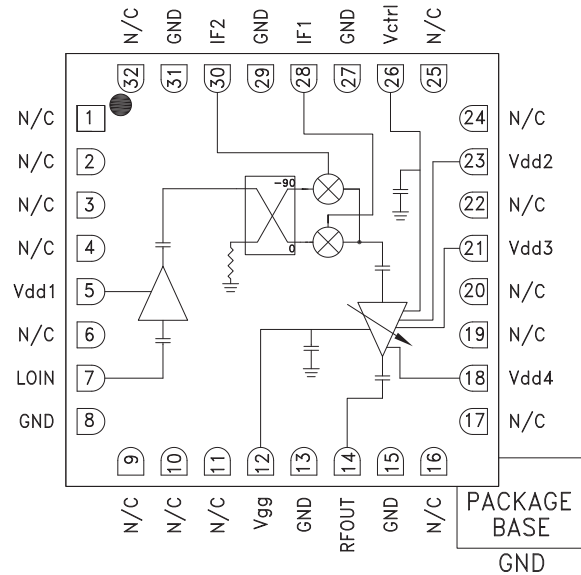 N/C GND IF2 GND IF1 GND Vctrl N/C
32 31 30 29 28 27 26 25
N/C 1 24 N/C
N/C 2 23 Vdd2
N/C 3 22 N/C
-90
N/C 4 21 Vdd3
0
Vdd1 5 20 N/C
N/C 6 19 N/C
LOIN 7 18 Vdd4
GND 8 17 N/C
9 10 11 12 13 14 15 16
N/C N/C N/C Vgg GND RFOUT GND N/C
PACKAGE
BASE
GND